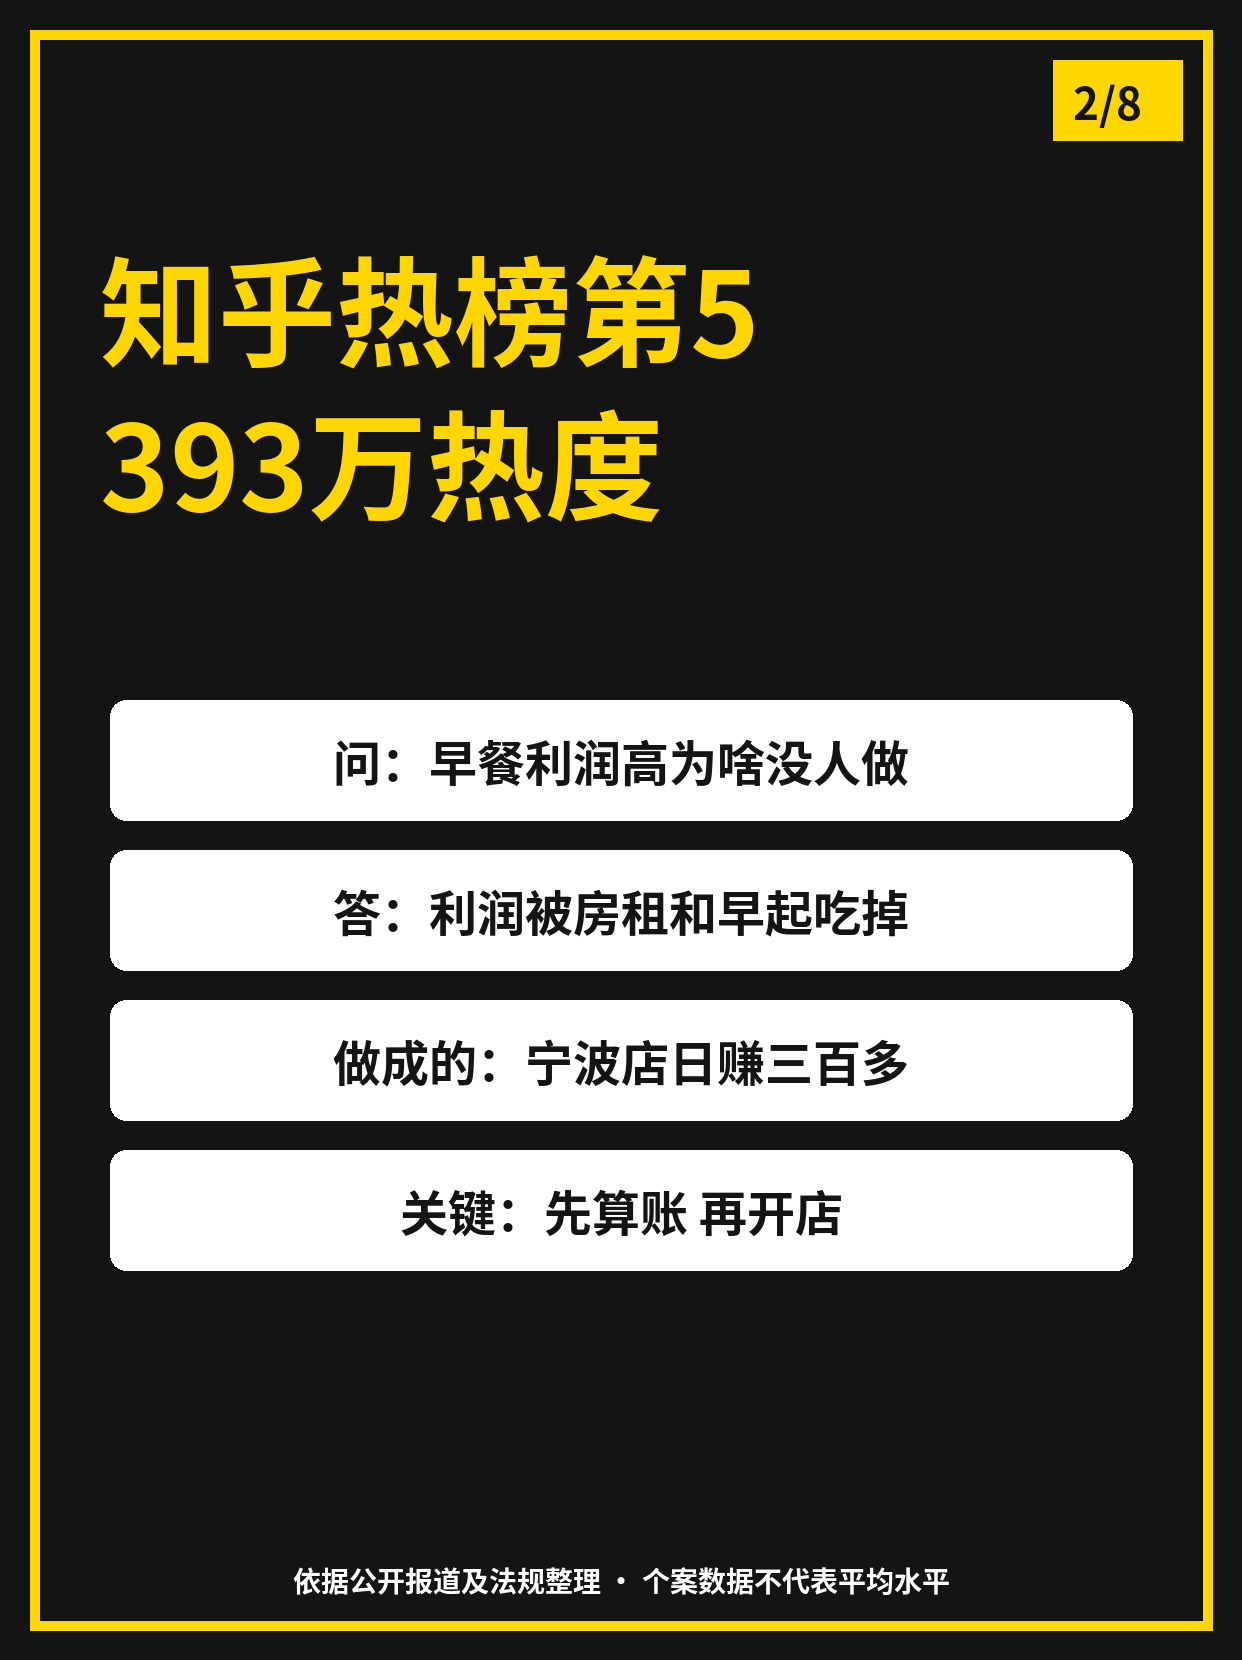 2/8
知乎热榜第5
393万热度
问：早餐利润高为啥没人做
答：利润被房租和早起吃掉
做成的：宁波店日赚三百多
关键：先算账 再开店
依据公开报道及法规整理 · 个案数据不代表平均水平